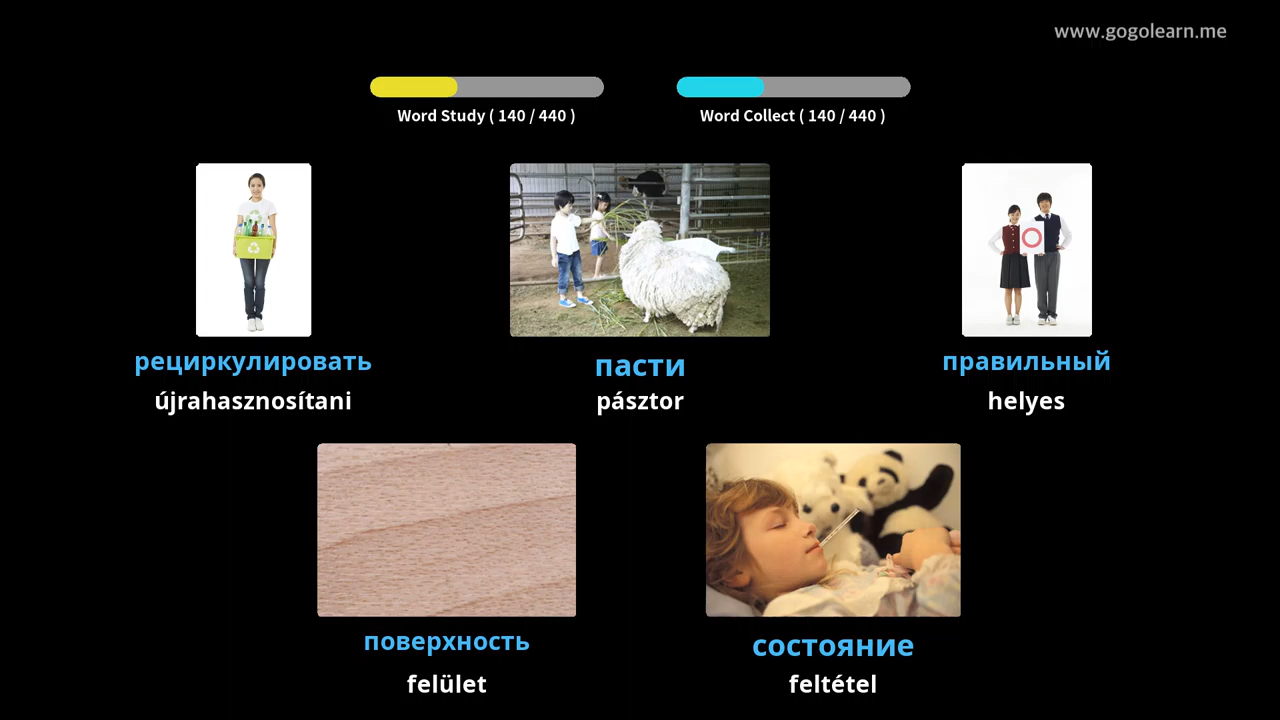 www.gogolearn.me
Word Study ( 140 / 440 )
Word Collect ( 140 / 440 )
рециркулировать
újrahasznosítani
пасти
pásztor
правильный
helyes
поверхность
felület
состояние
feltétel